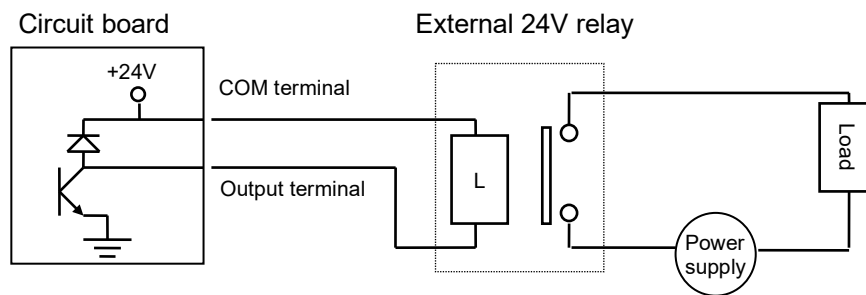 Circuit board
External 24V relay
+24V
COM terminal
Output terminal
L
Load
Power
supply